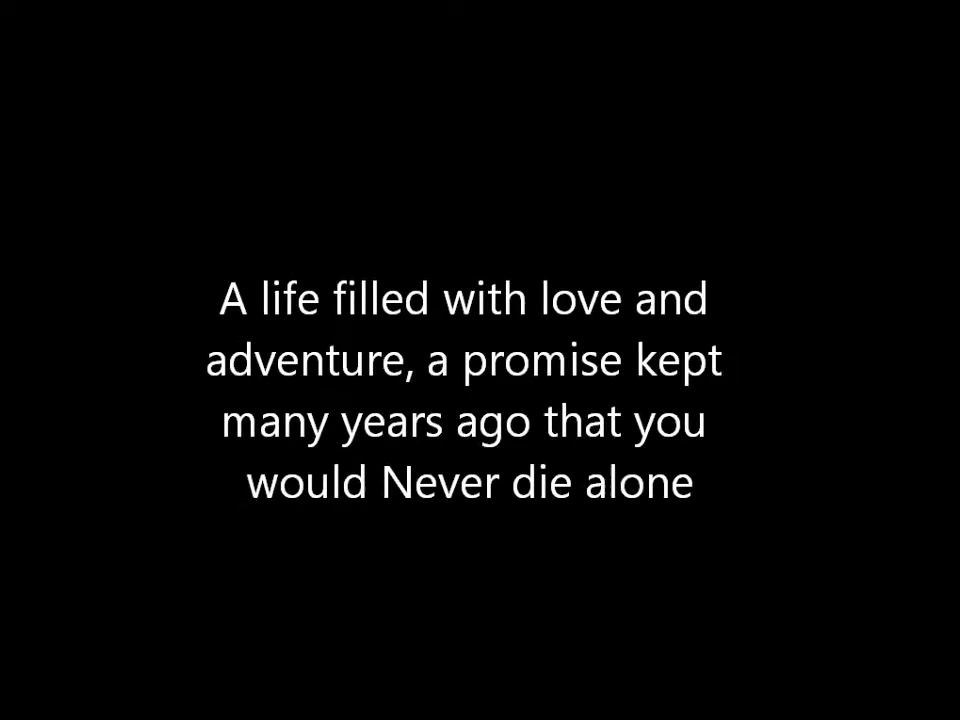 A life filled with love and
adventure, a promise kept
many years ago that you
would Never die alone